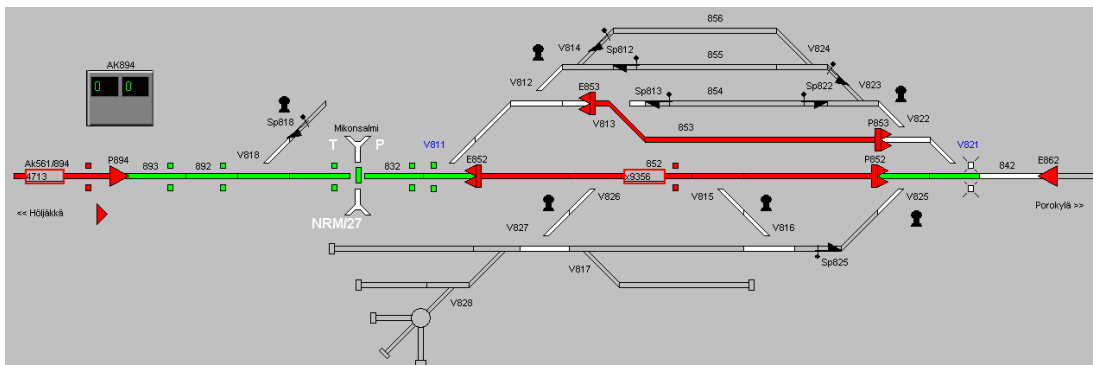 856
V814
Sp812
V824
AK894
855
0 0
V812
E853
V823
Sp813
Sp822
854
Sp818
V822
Mikonsalmi
V813
T P
853
P853
V811
V821
Ak561/894
P894
893
892
V818
832
E852
852
P852
842
E862
4713
x9356
<< Höljäkkä
NRM/27
V826
V815
V825
Porokylä >>
V827
V816
Sp825
V817
V828